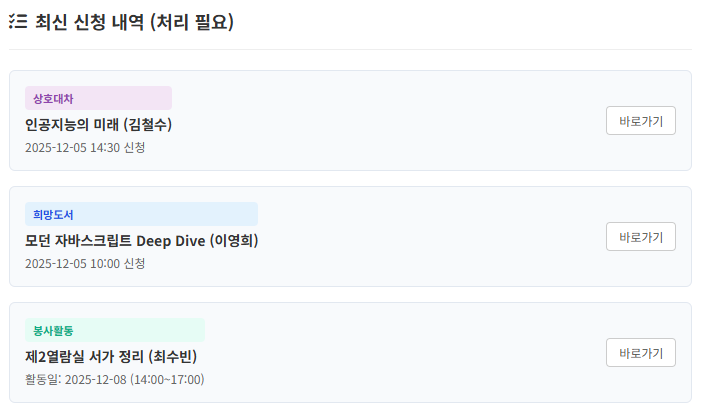 최신 신청 내역 (처리 필요)
상호대차
인공지능의 미래 (김철수)
2025-12-05 14:30 신청
바로가기
희망도서
모던 자바스크립트 Deep Dive (이영희)
2025-12-05 10:00 신청
바로가기
봉사활동
제2열람실 서가 정리 (최수빈)
활동일: 2025-12-08 (14:00~17:00)
바로가기